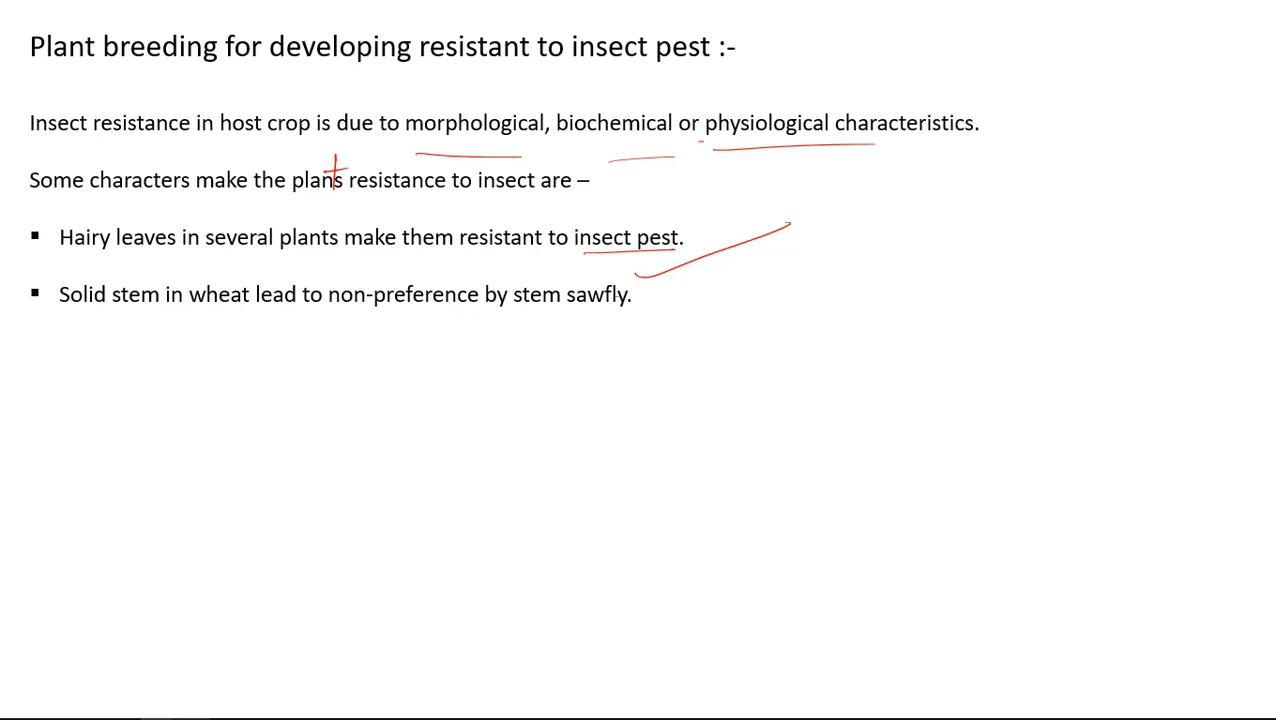 Plant breeding for developing resistant to insect pest :-
Insect resistance in host crop is due to morphological, biochemical or physiological characteristics.
Some characters make the plants resistance to insect are –
▪ Hairy leaves in several plants make them resistant to insect pest.
▪ Solid stem in wheat lead to non-preference by stem sawfly.